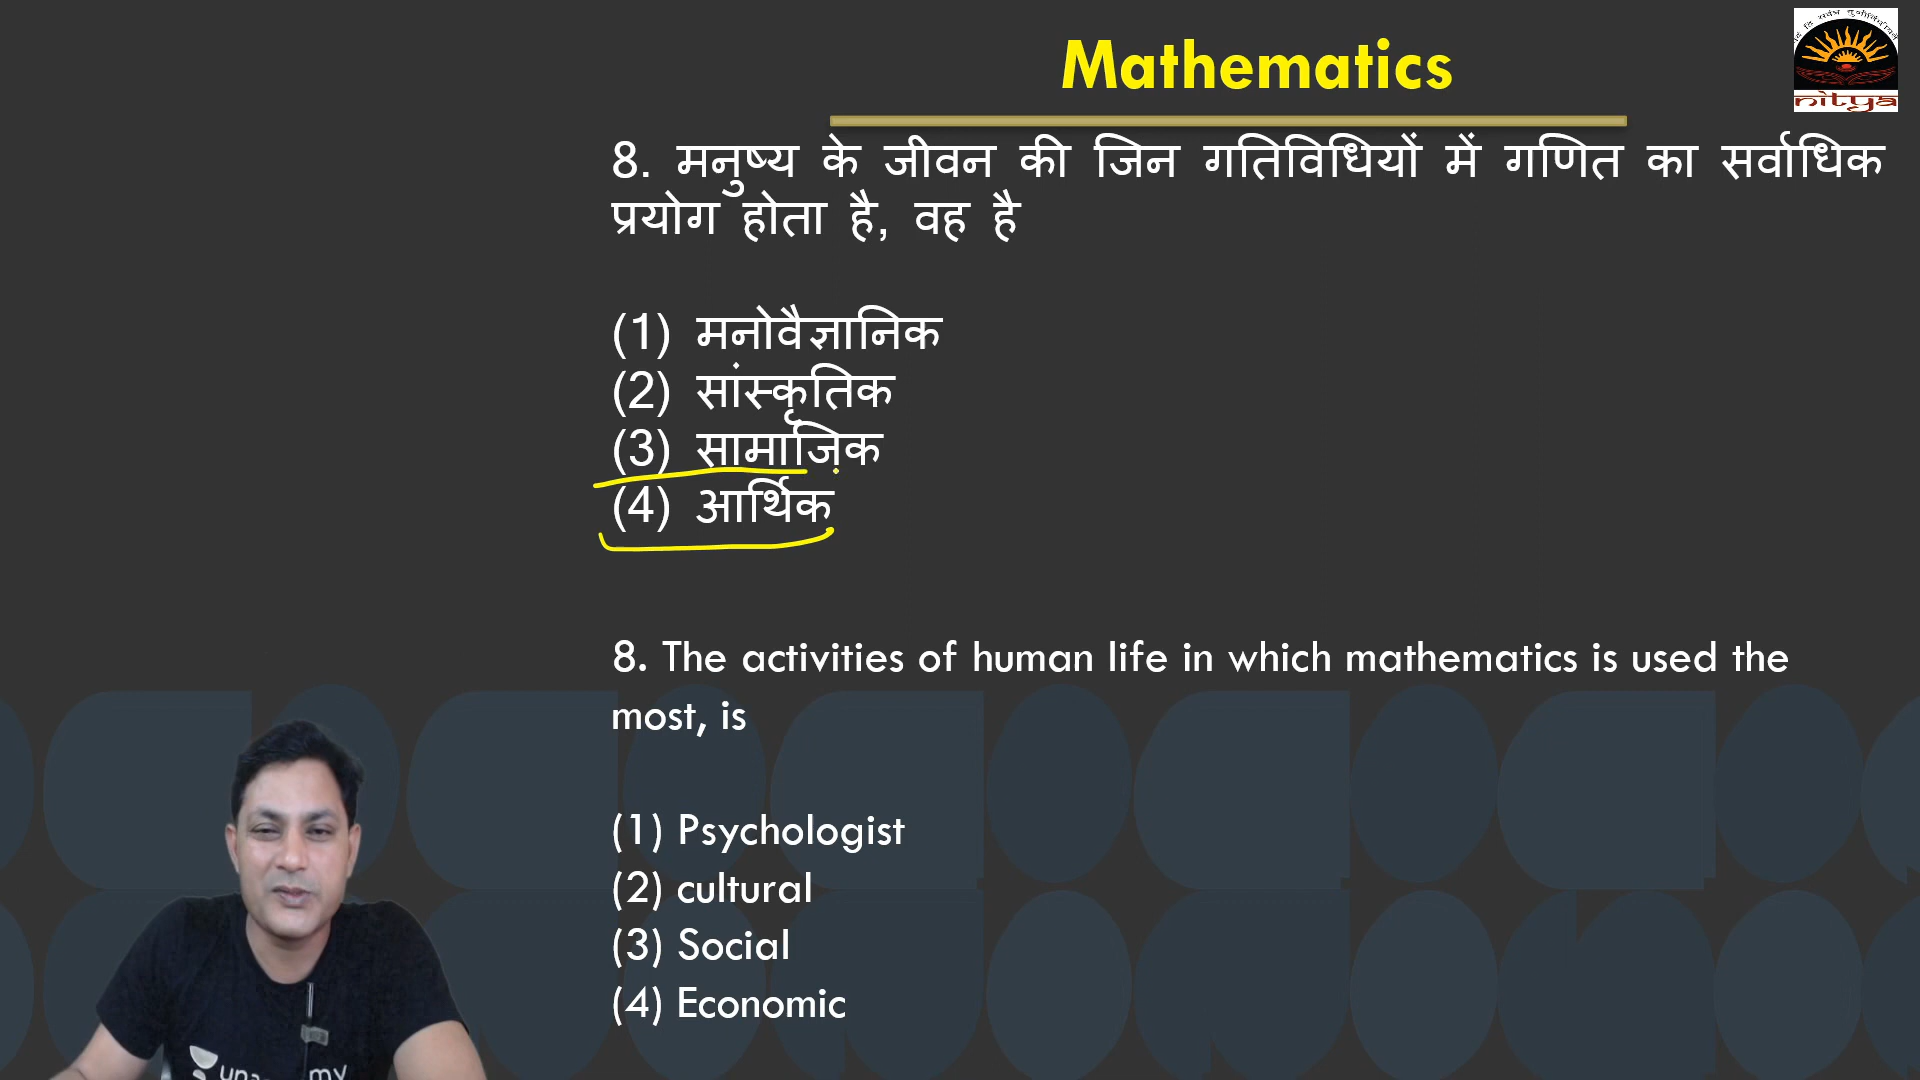 Mathematics
nitya
8. मनुष्य के जीवन की जिन गतिविधियों में गणित का सर्वाधिक
प्रयोग होता है, वह है
(1) मनोवैज्ञानिक
(2) सांस्कृतिक
(3) सामाजिक
(4) आर्थिक
8. The activities of human life in which mathematics is used the
most, is
(1) Psychologist
(2) cultural
(3) Social
(4) Economic